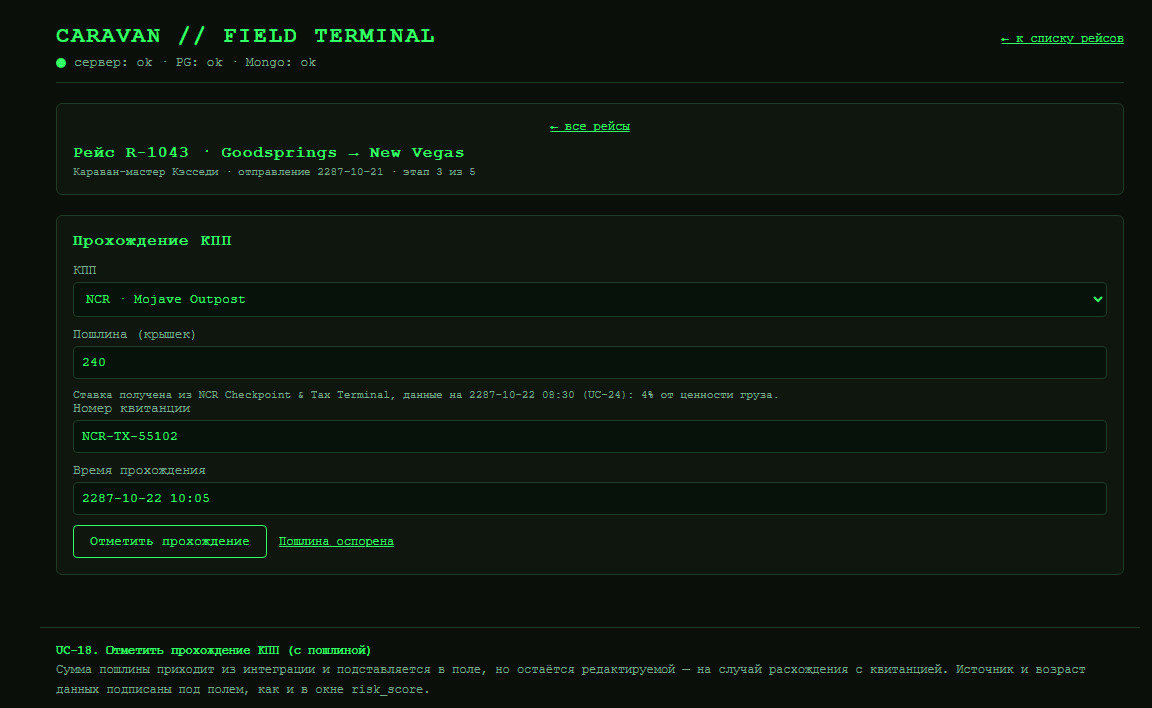 CARAVAN // FIELD TERMINAL
← к списку рейсов
сервер: ok · PG: ok · Mongo: ok
← все рейсы
Рейс R-1043 · Goodsprings → New Vegas
Караван-мастер Кэсседи · отправление 2287-10-21 · этап 3 из 5
Прохождение КПП
КПП
NCR · Mojave Outpost
Пошлина (крышек)
240
Ставка получена из NCR Checkpoint & Tax Terminal, данные на 2287-10-22 08:30 (UC-24): 4% от ценности груза.
Номер квитанции
NCR-TX-55102
Время прохождения
2287-10-22 10:05
Отметить прохождение
Пошлина оспорена
UC-18. Отметить прохождение КПП (с пошлиной)
Сумма пошлины приходит из интеграции и подставляется в поле, но остаётся редактируемой — на случай расхождения с квитанцией. Источник и возраст
данных подписаны под полем, как и в окне risk_score.